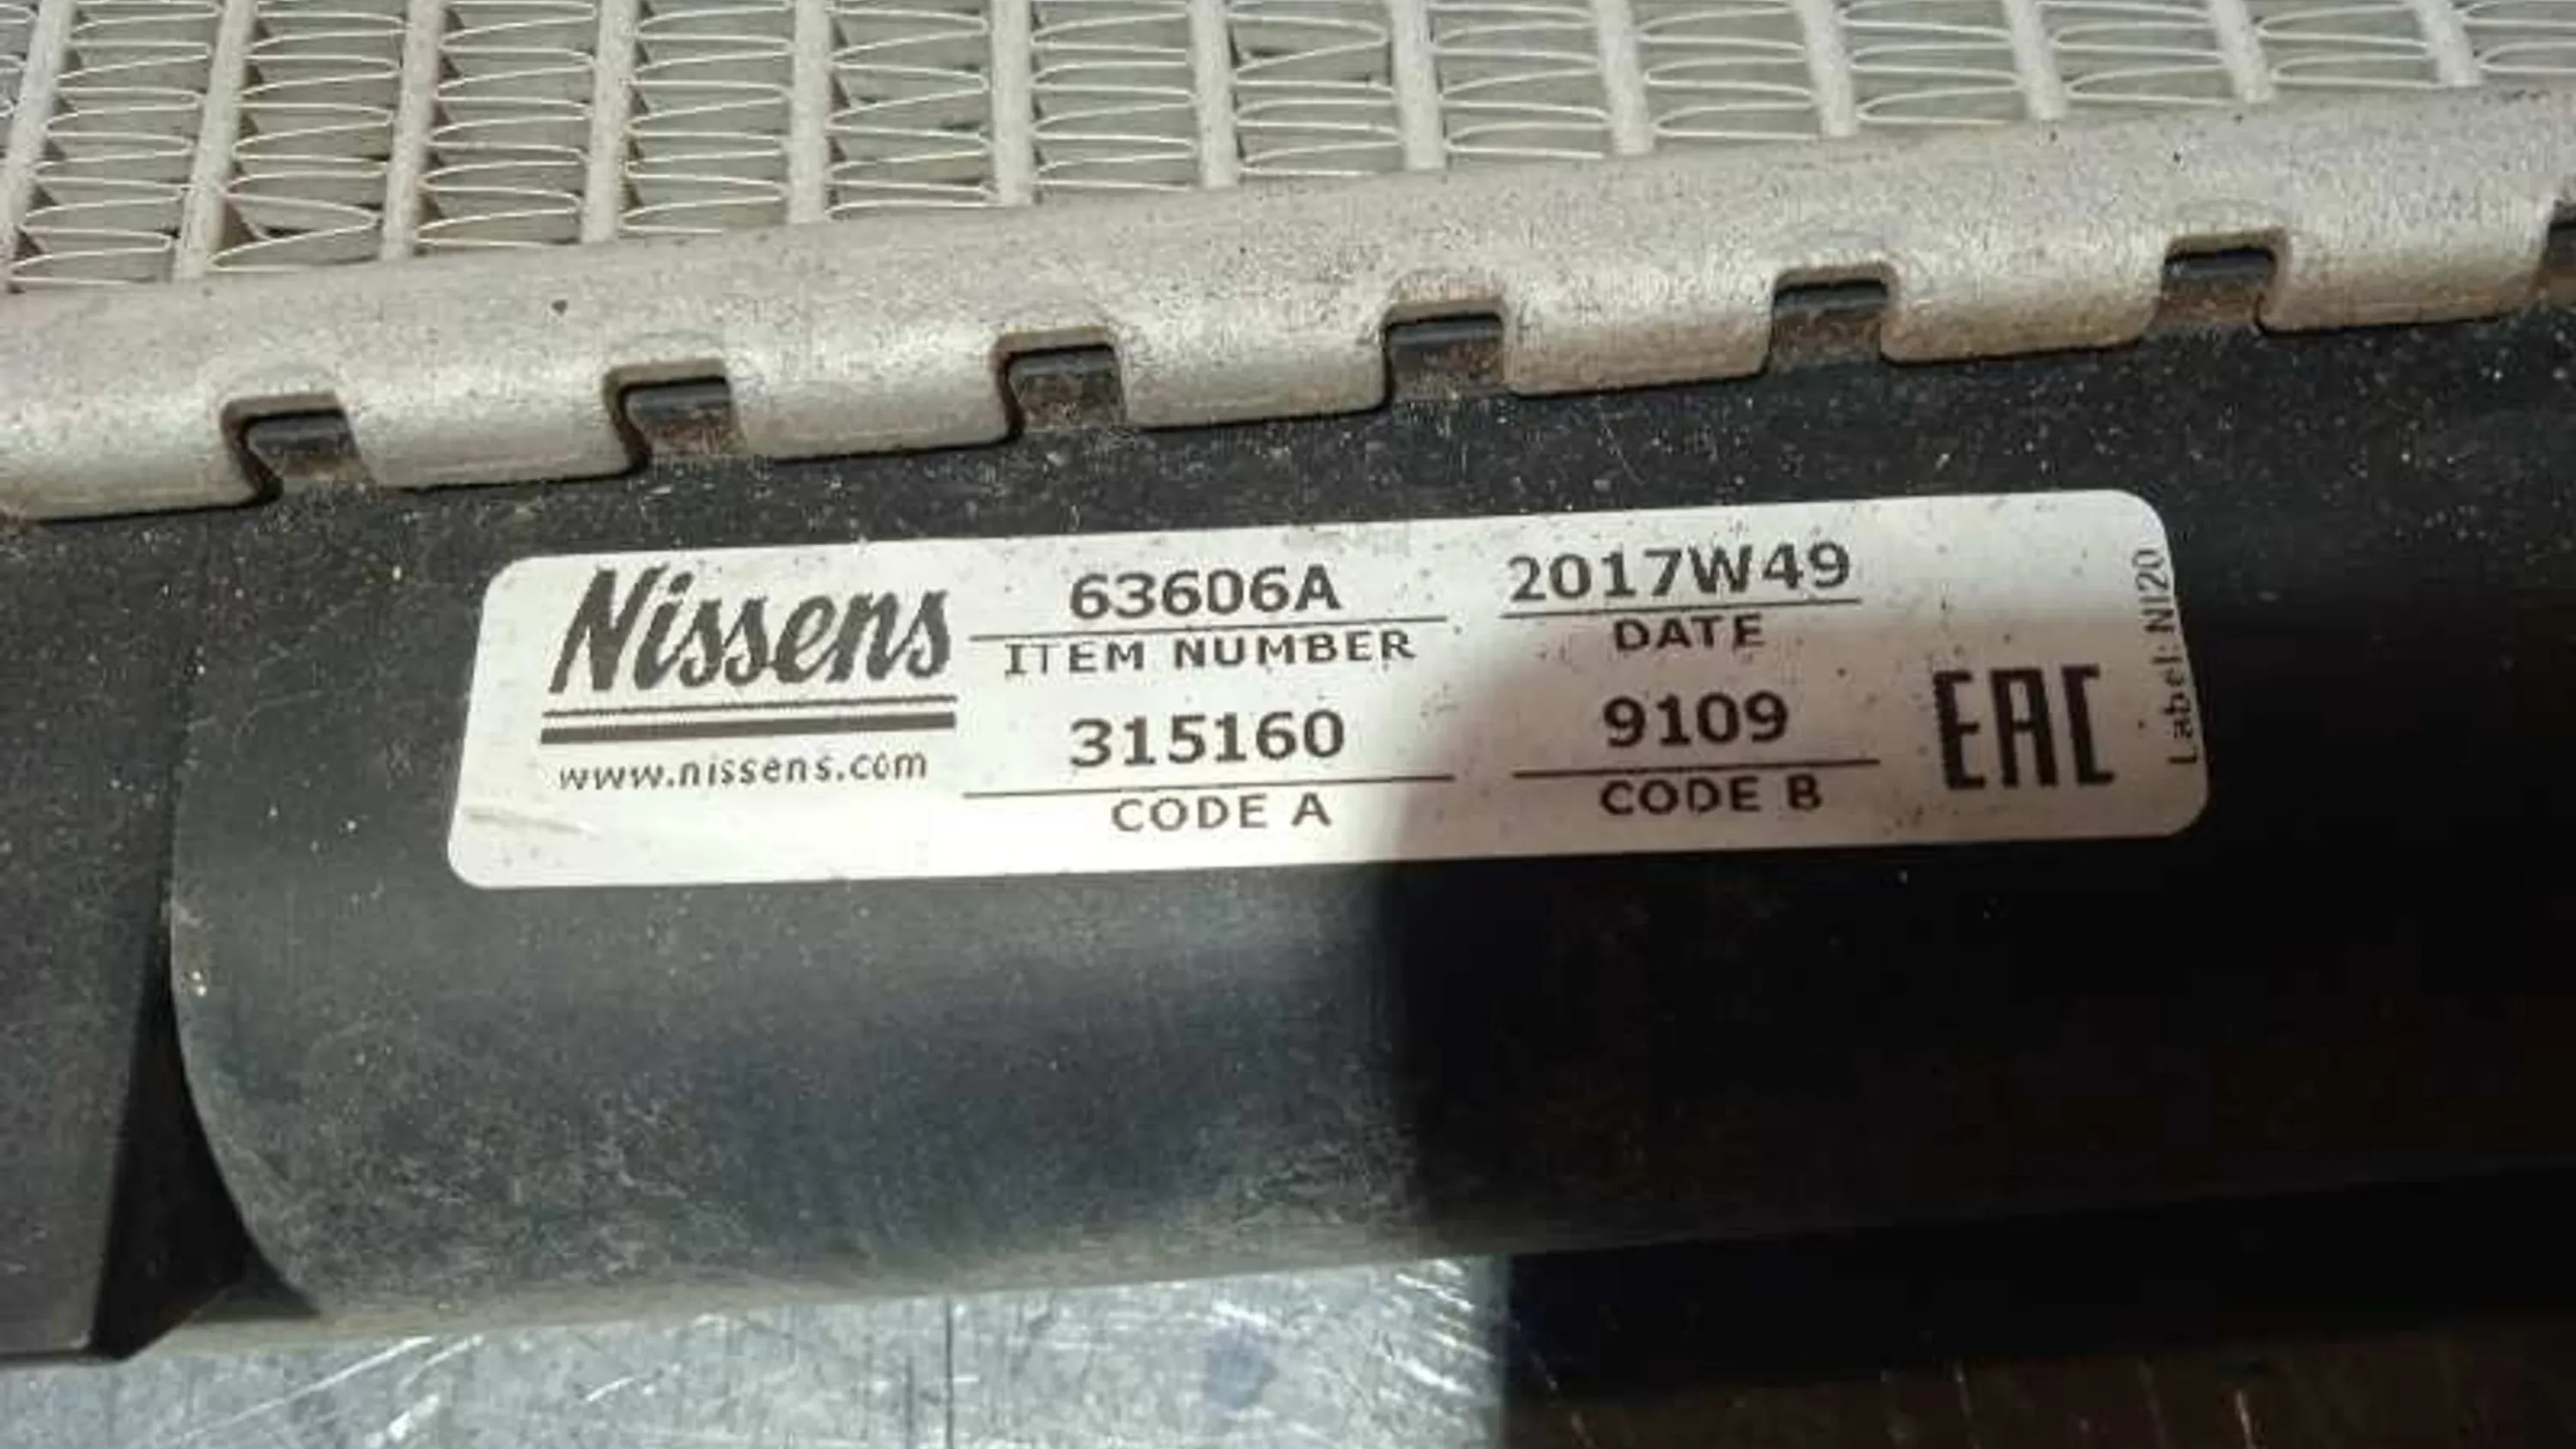 Nissens
www.nissens.com
63606A
ITEM NUMBER
315160
CODE A
2017W49
DATE
9109
CODE B
EAC
Label: NI20